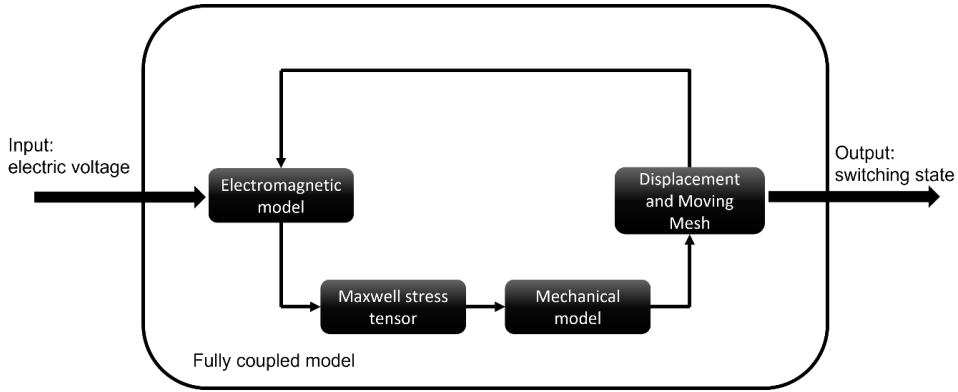 Input:
electric voltage
Electromagnetic
model
Displacement
and Moving
Mesh
Output:
switching state
Maxwell stress
tensor
Mechanical
model
Fully coupled model